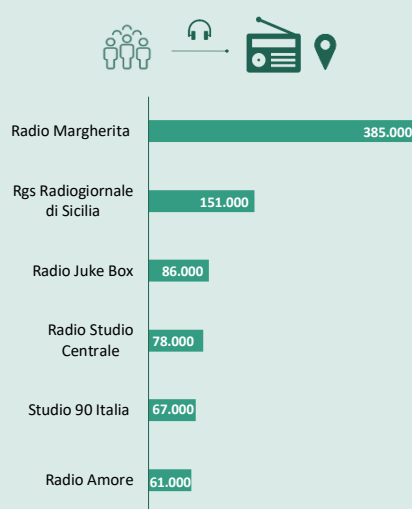 Radio Margherita
385.000
Rgs Radiogiornale
di Sicilia
151.000
Radio Juke Box
86.000
Radio Studio
Centrale
78.000
Studio 90 Italia
67.000
Radio Amore
61.000